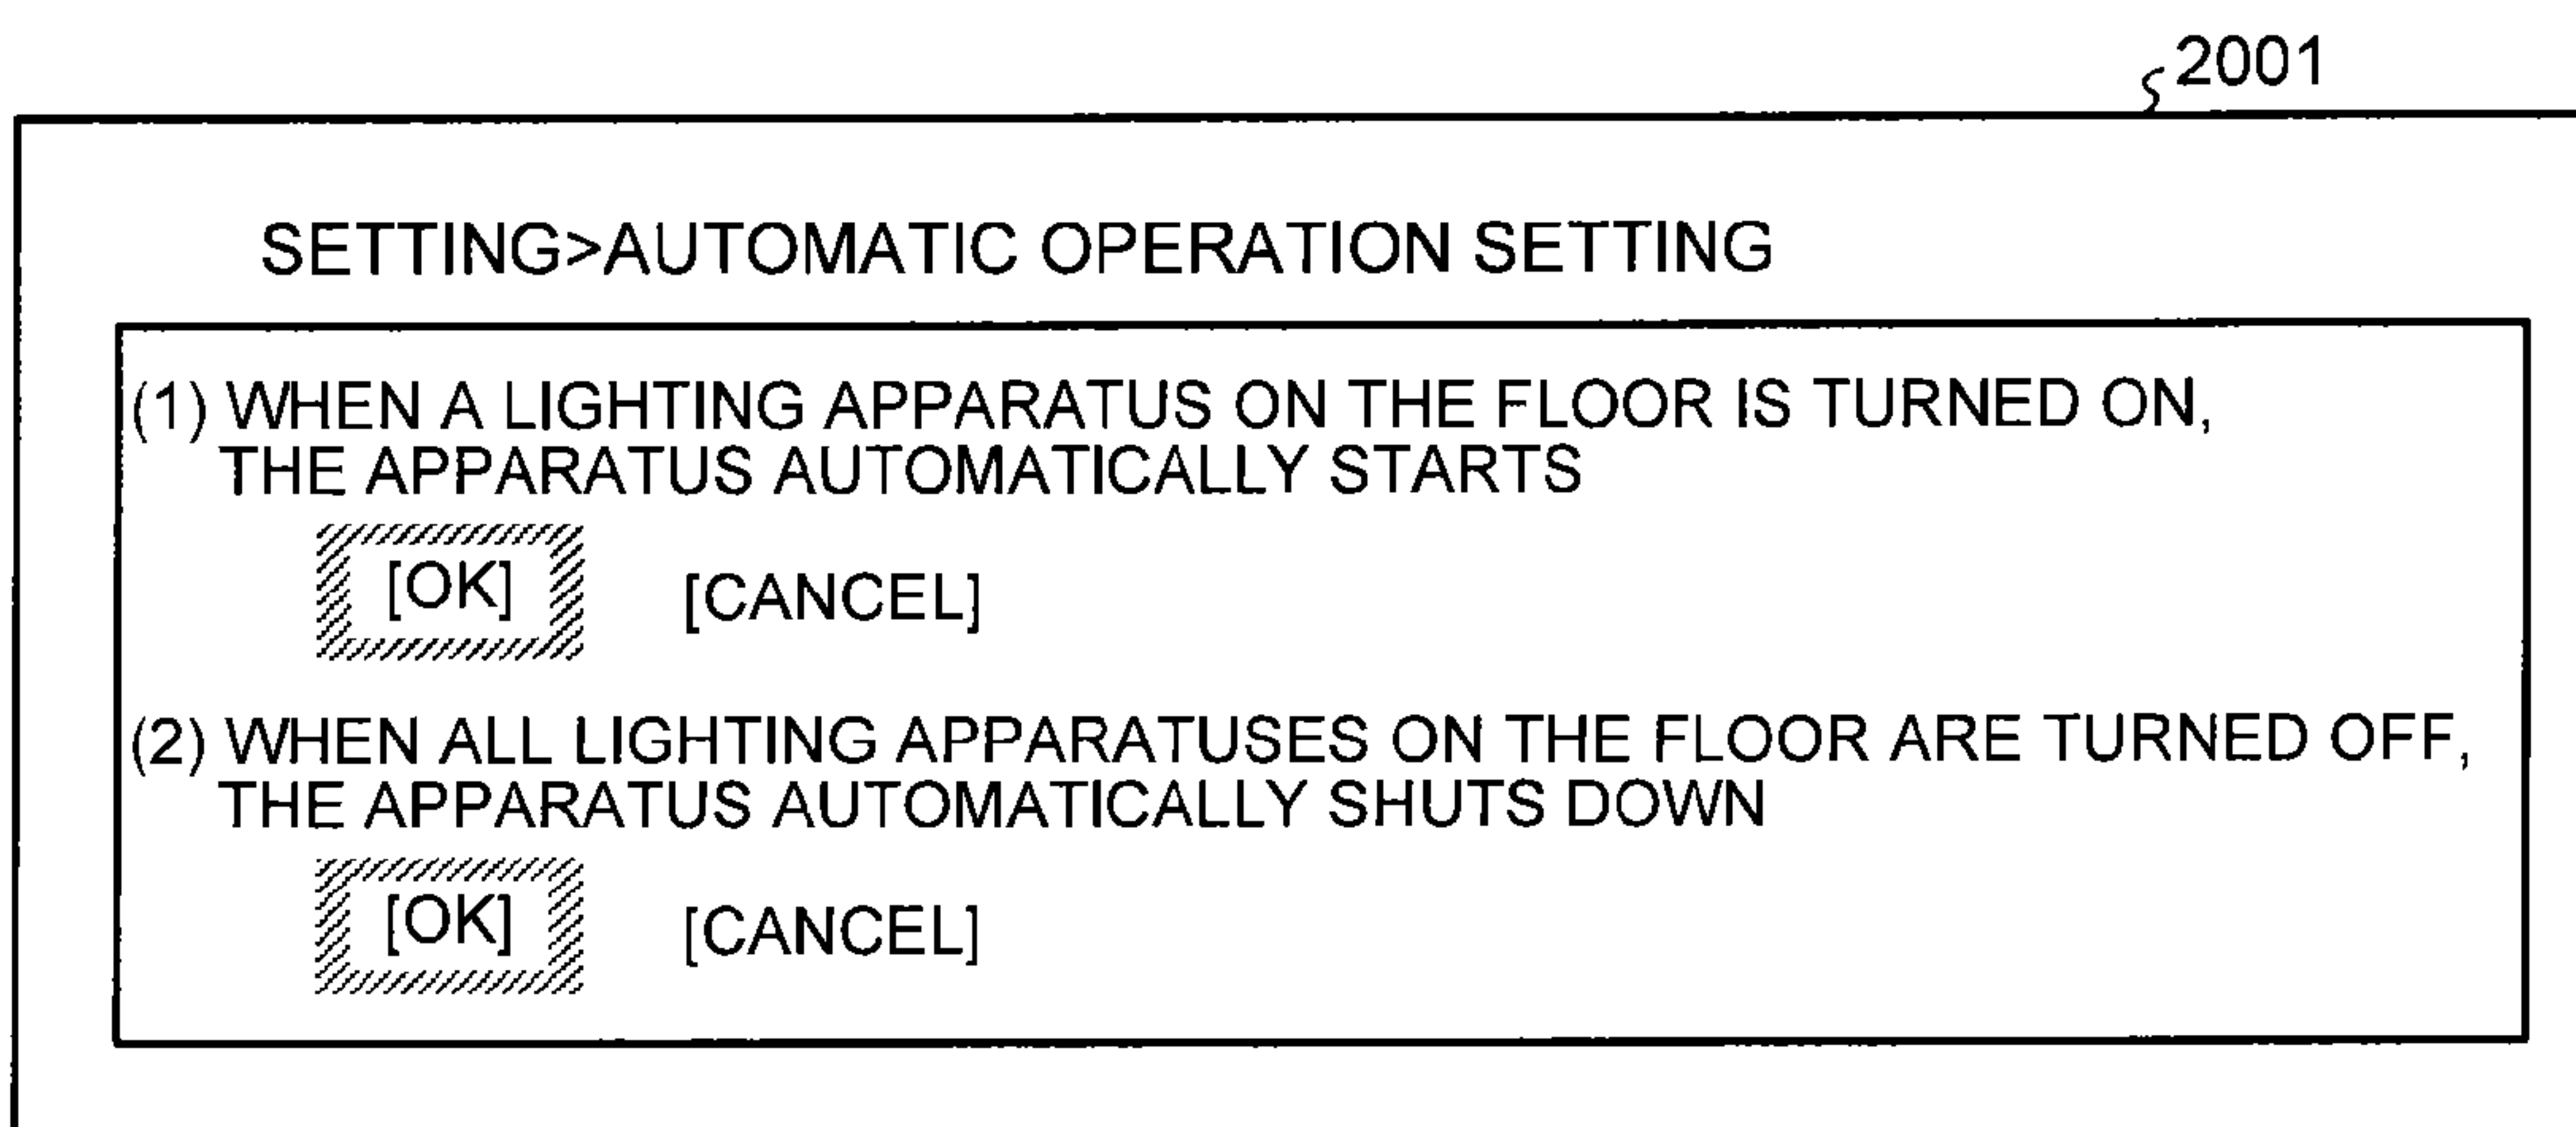 2001
SETTING>AUTOMATIC OPERATION SETTING
(1) WHEN A LIGHTING APPARATUS ON THE FLOOR IS TURNED ON,
THE APPARATUS AUTOMATICALLY STARTS
[OK] [CANCEL]
(2) WHEN ALL LIGHTING APPARATUSES ON THE FLOOR ARE TURNED OFF,
THE APPARATUS AUTOMATICALLY SHUTS DOWN
[OK] [CANCEL]